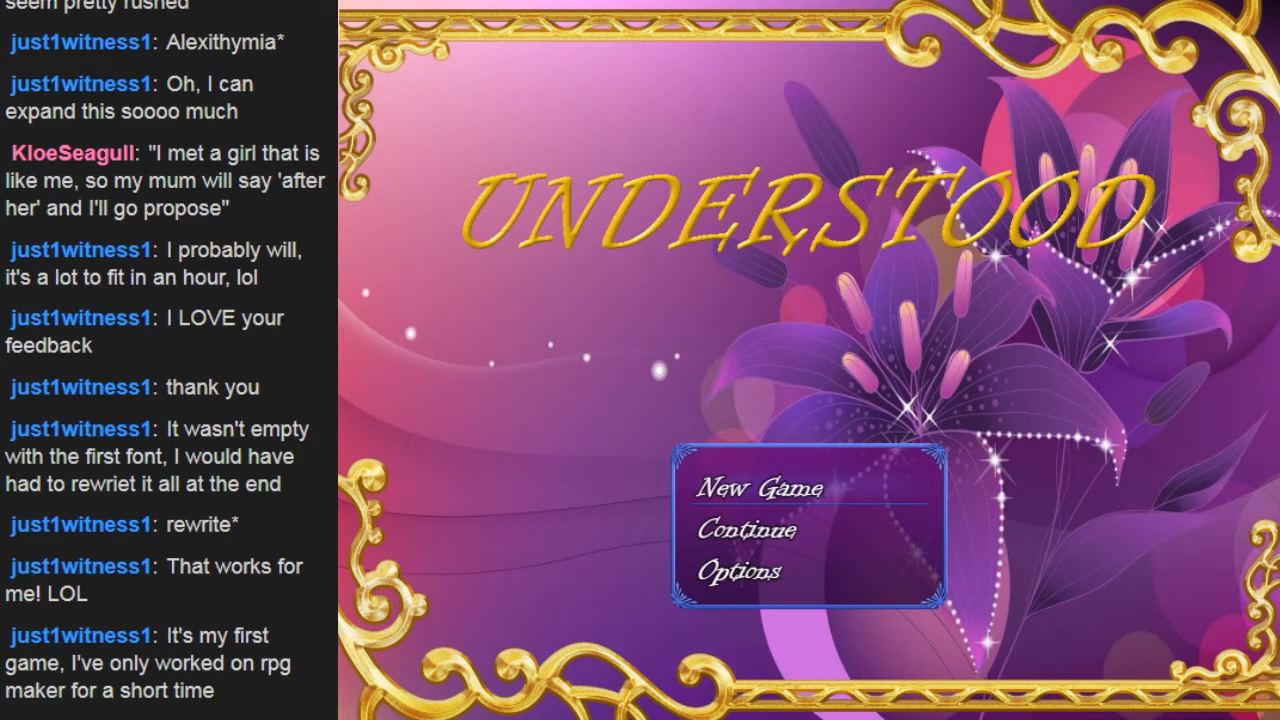 seem pretty rushed
just1witness1: Alexithymia*
just1witness1: Oh, I can
expand this soooo much
KloeSeagull: "I met a girl that is
like me, so my mum will say 'after
her' and I'll go propose"
just1witness1: I probably will,
it's a lot to fit in an hour, lol
just1witness1: I LOVE your
feedback
just1witness1: thank you
just1witness1: It wasn't empty
with the first font, I would have
had to rewriet it all at the end
just1witness1: rewrite*
just1witness1: That works for
me! LOL
just1witness1: It's my first
game, I've only worked on rpg
maker for a short time
UNDERSTOOD
New Game
Continue
Options